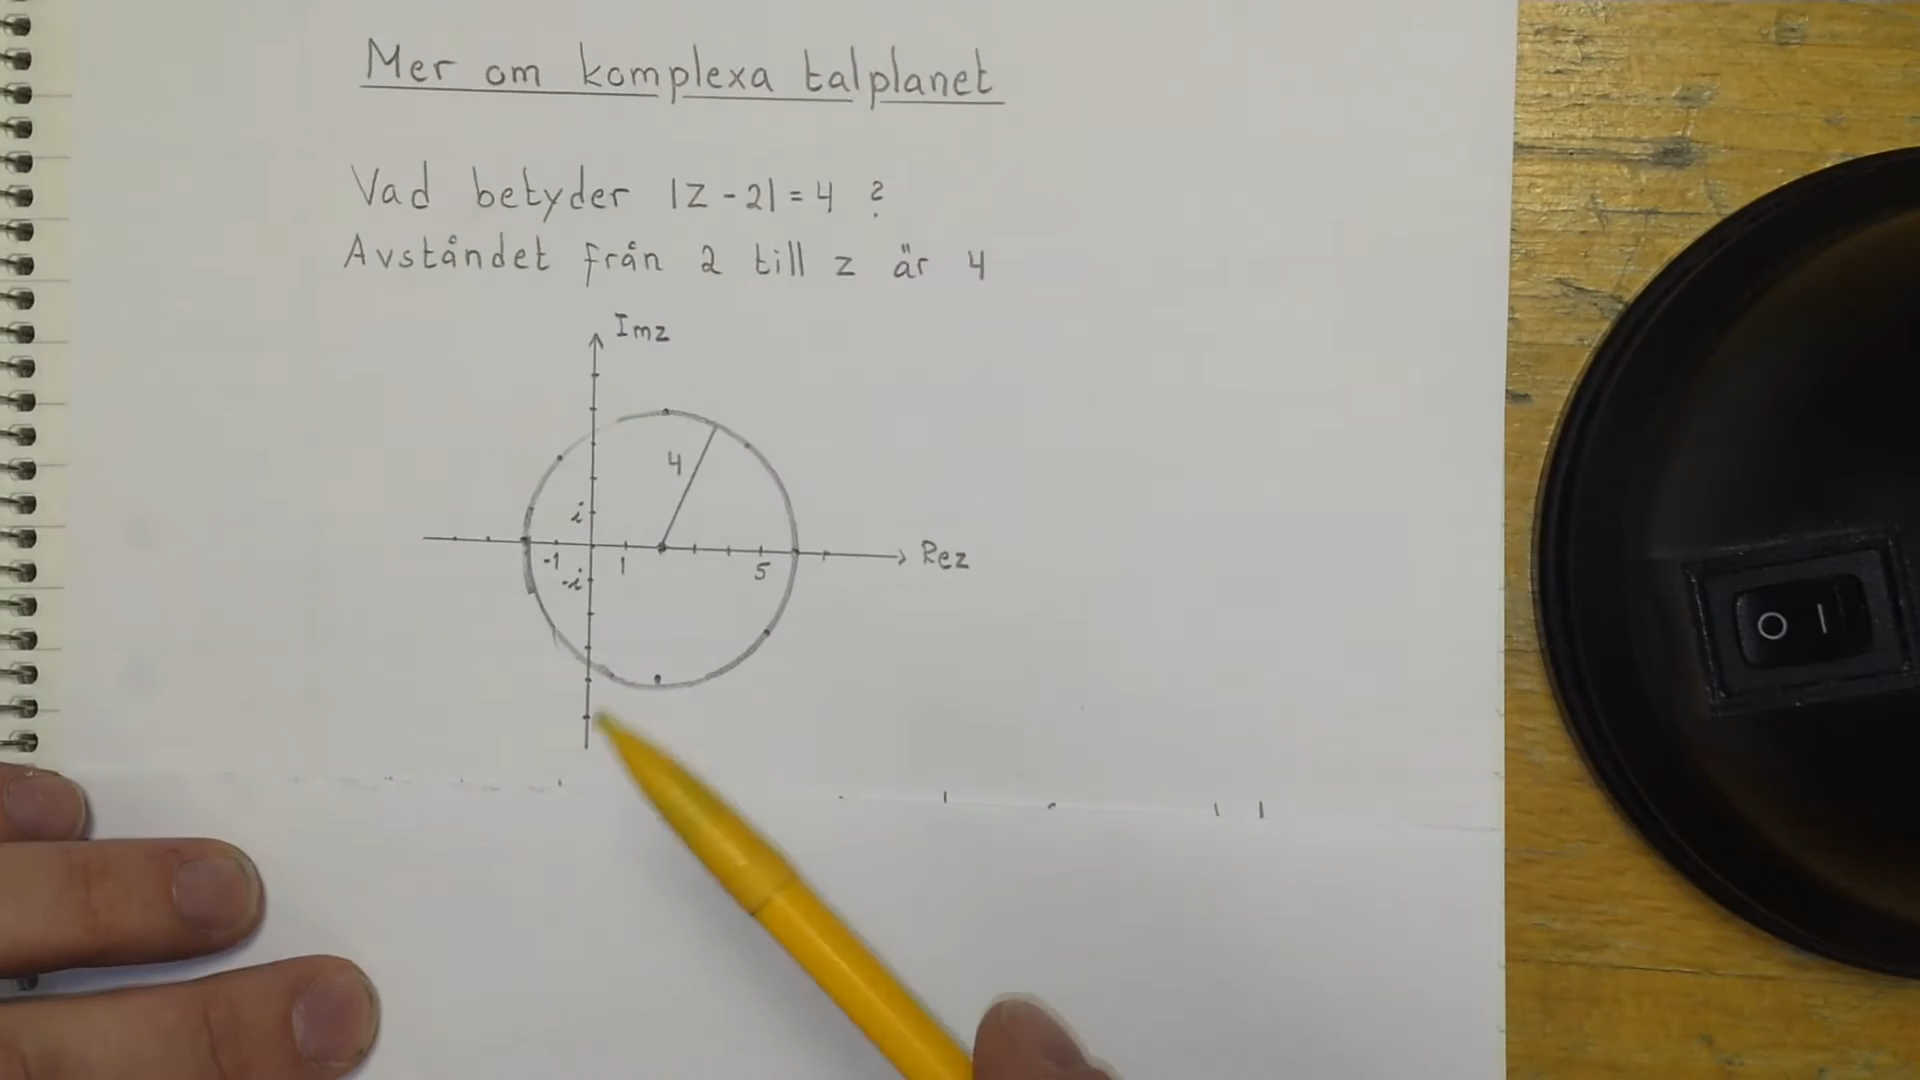 Mer om komplexa talplanet
Vad betyder |z-2|=4 ?
Avståndet från 2 till z är 4
Imz
4
i
-1 1 5 Rez
-i
O I